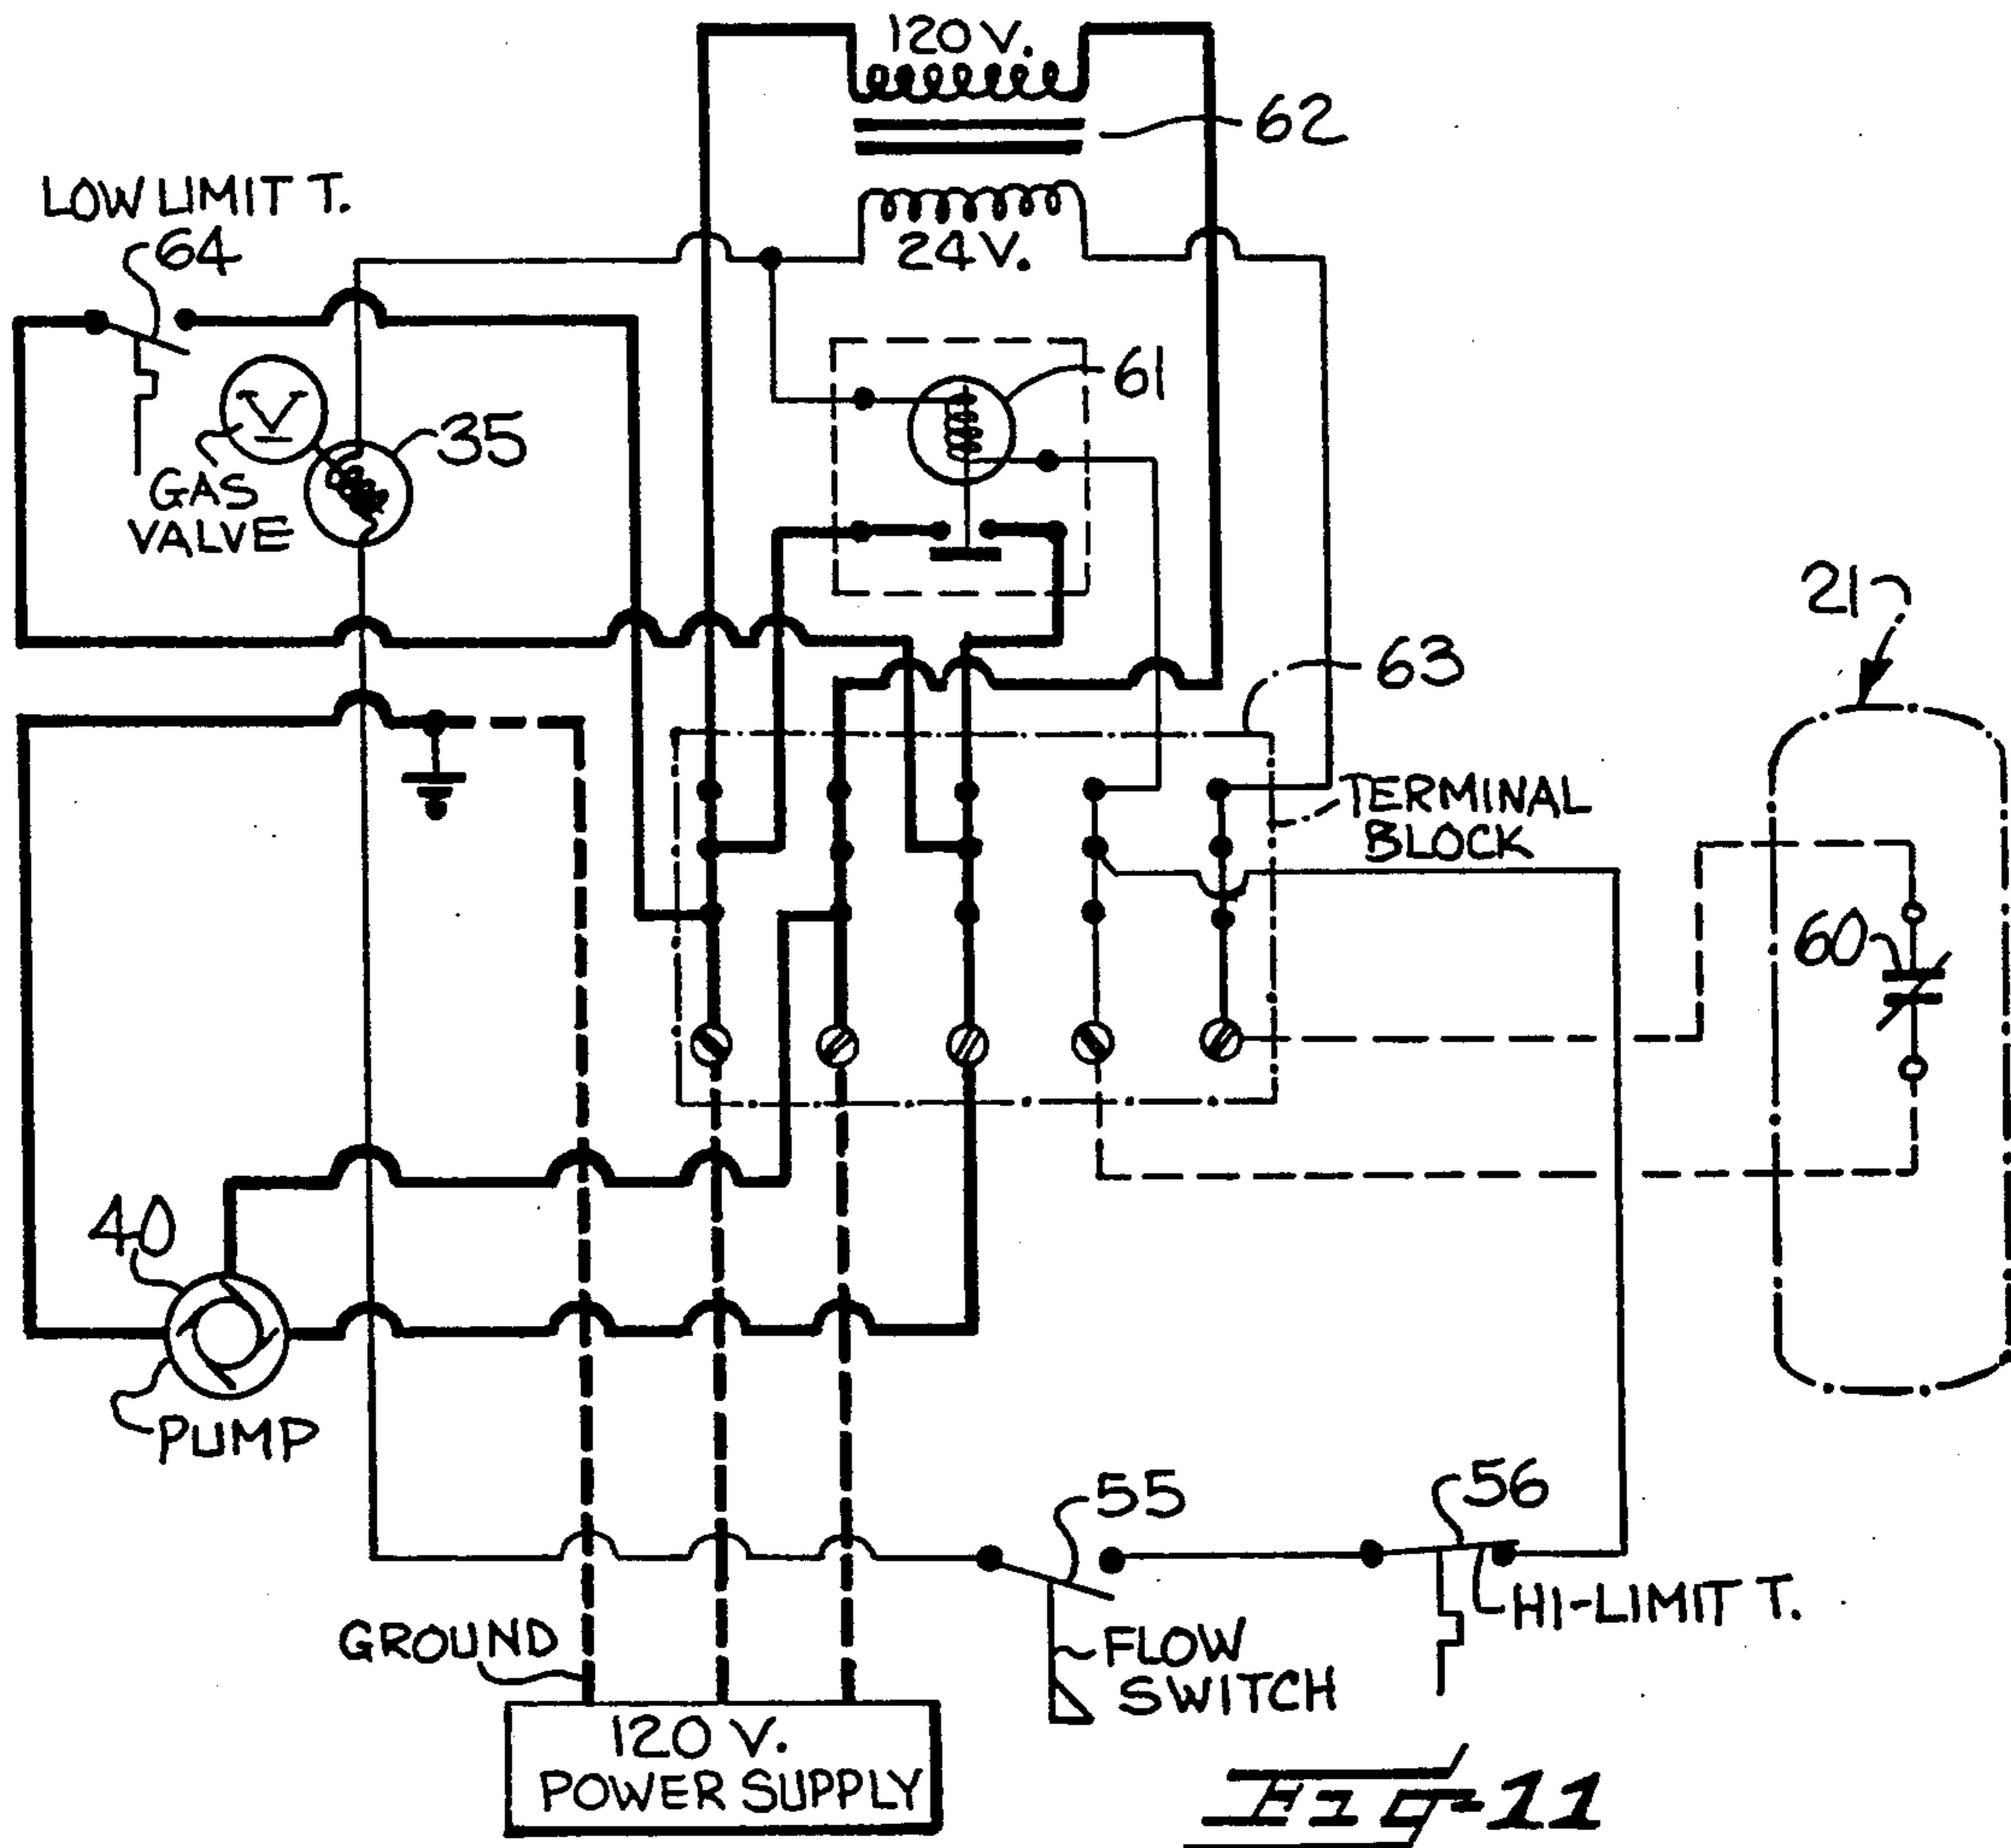 120 V.
62
LOW LIMIT T.
64
24 V.
61
V
35
GAS
VALVE
21
63
TERMINAL
BLOCK
60
40
PUMP
55
56
HI-LIMIT T.
GROUND
FLOW
SWITCH
120 V.
POWER SUPPLY
Fig-11